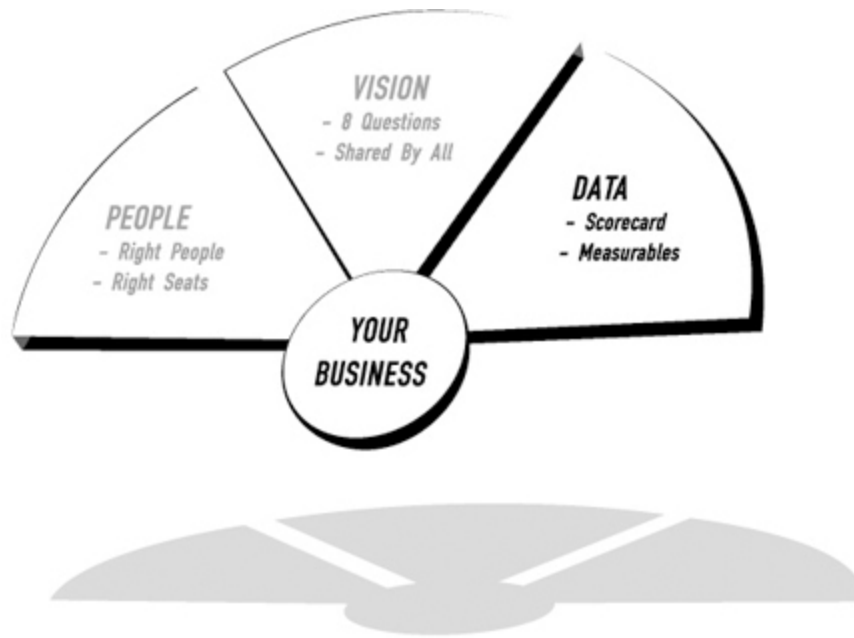 VISION
- 8 Questions
- Shared By All
PEOPLE
- Right People
- Right Seats
DATA
- Scorecard
- Measurables
YOUR
BUSINESS